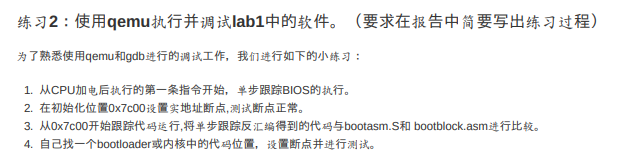 练习2：使用qemu执行并调试lab1中的软件。（要求在报告中简要写出练习过程）
为了熟悉使用qemu和gdb进行的调试工作，我们进行如下的小练习：
1. 从CPU加电后执行的第一条指令开始，单步跟踪BIOS的执行。
2. 在初始化位置0x7c00设置实地址断点,测试断点正常。
3. 从0x7c00开始跟踪代码运行,将单步跟踪反汇编得到的代码与bootasm.S和 bootblock.asm进行比较。
4. 自己找一个bootloader或内核中的代码位置，设置断点并进行测试。